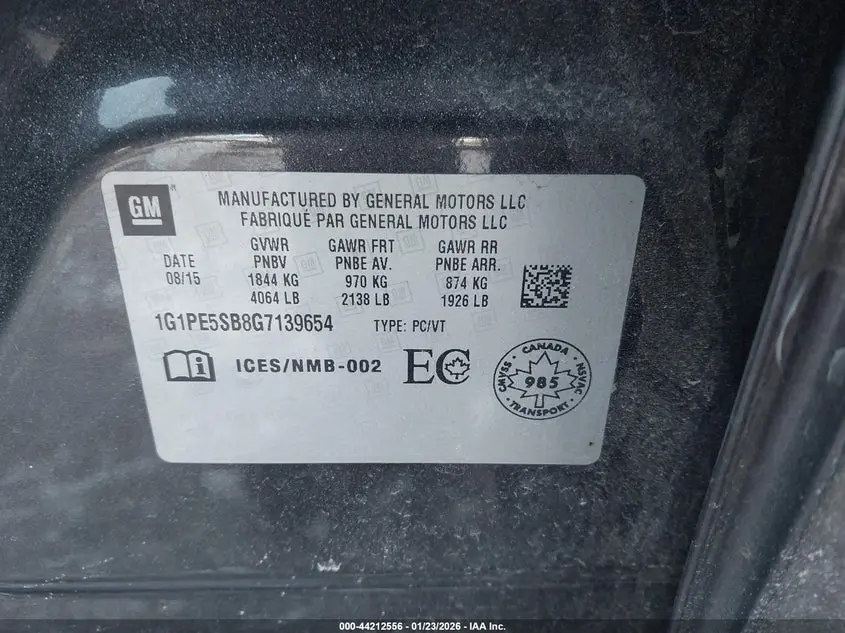 GM
MANUFACTURED BY GENERAL MOTORS LLC
FABRIQUÉ PAR GENERAL MOTORS LLC
GVWR GAWR FRT GAWR RR
DATE PNBV PNBE AV. PNBE ARR.
08/15 1844 KG 970 KG 874 KG
4064 LB 2138 LB 1926 LB
1G1PE5SB8G7139654 TYPE: PC/VT
i ICES/NMB-002 EC
CANADA
CMVSS NSVAC
985
TRANSPORT
000-44212556 - 01/23/2026 - IAA Inc.